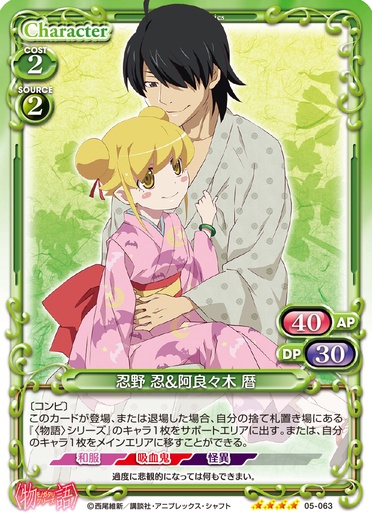 Character
COST
2
SOURCE
2
40 AP
DP 30
忍野 忍&阿良々木 暦
[コンビ]
このカードが登場、または退場した場合、自分の捨て札置き場にある
『〈物語〉シリーズ』のキャラ1枚をサポートエリアに出す。または、自分
のキャラ1枚をメインエリアに移すことができる。
和服 吸血鬼 怪異
過度に悲観的になっては何もできまい。
物語
シリーズ
©西尾維新/講談社・アニプレックス・シャフト
★★★★ 05-063